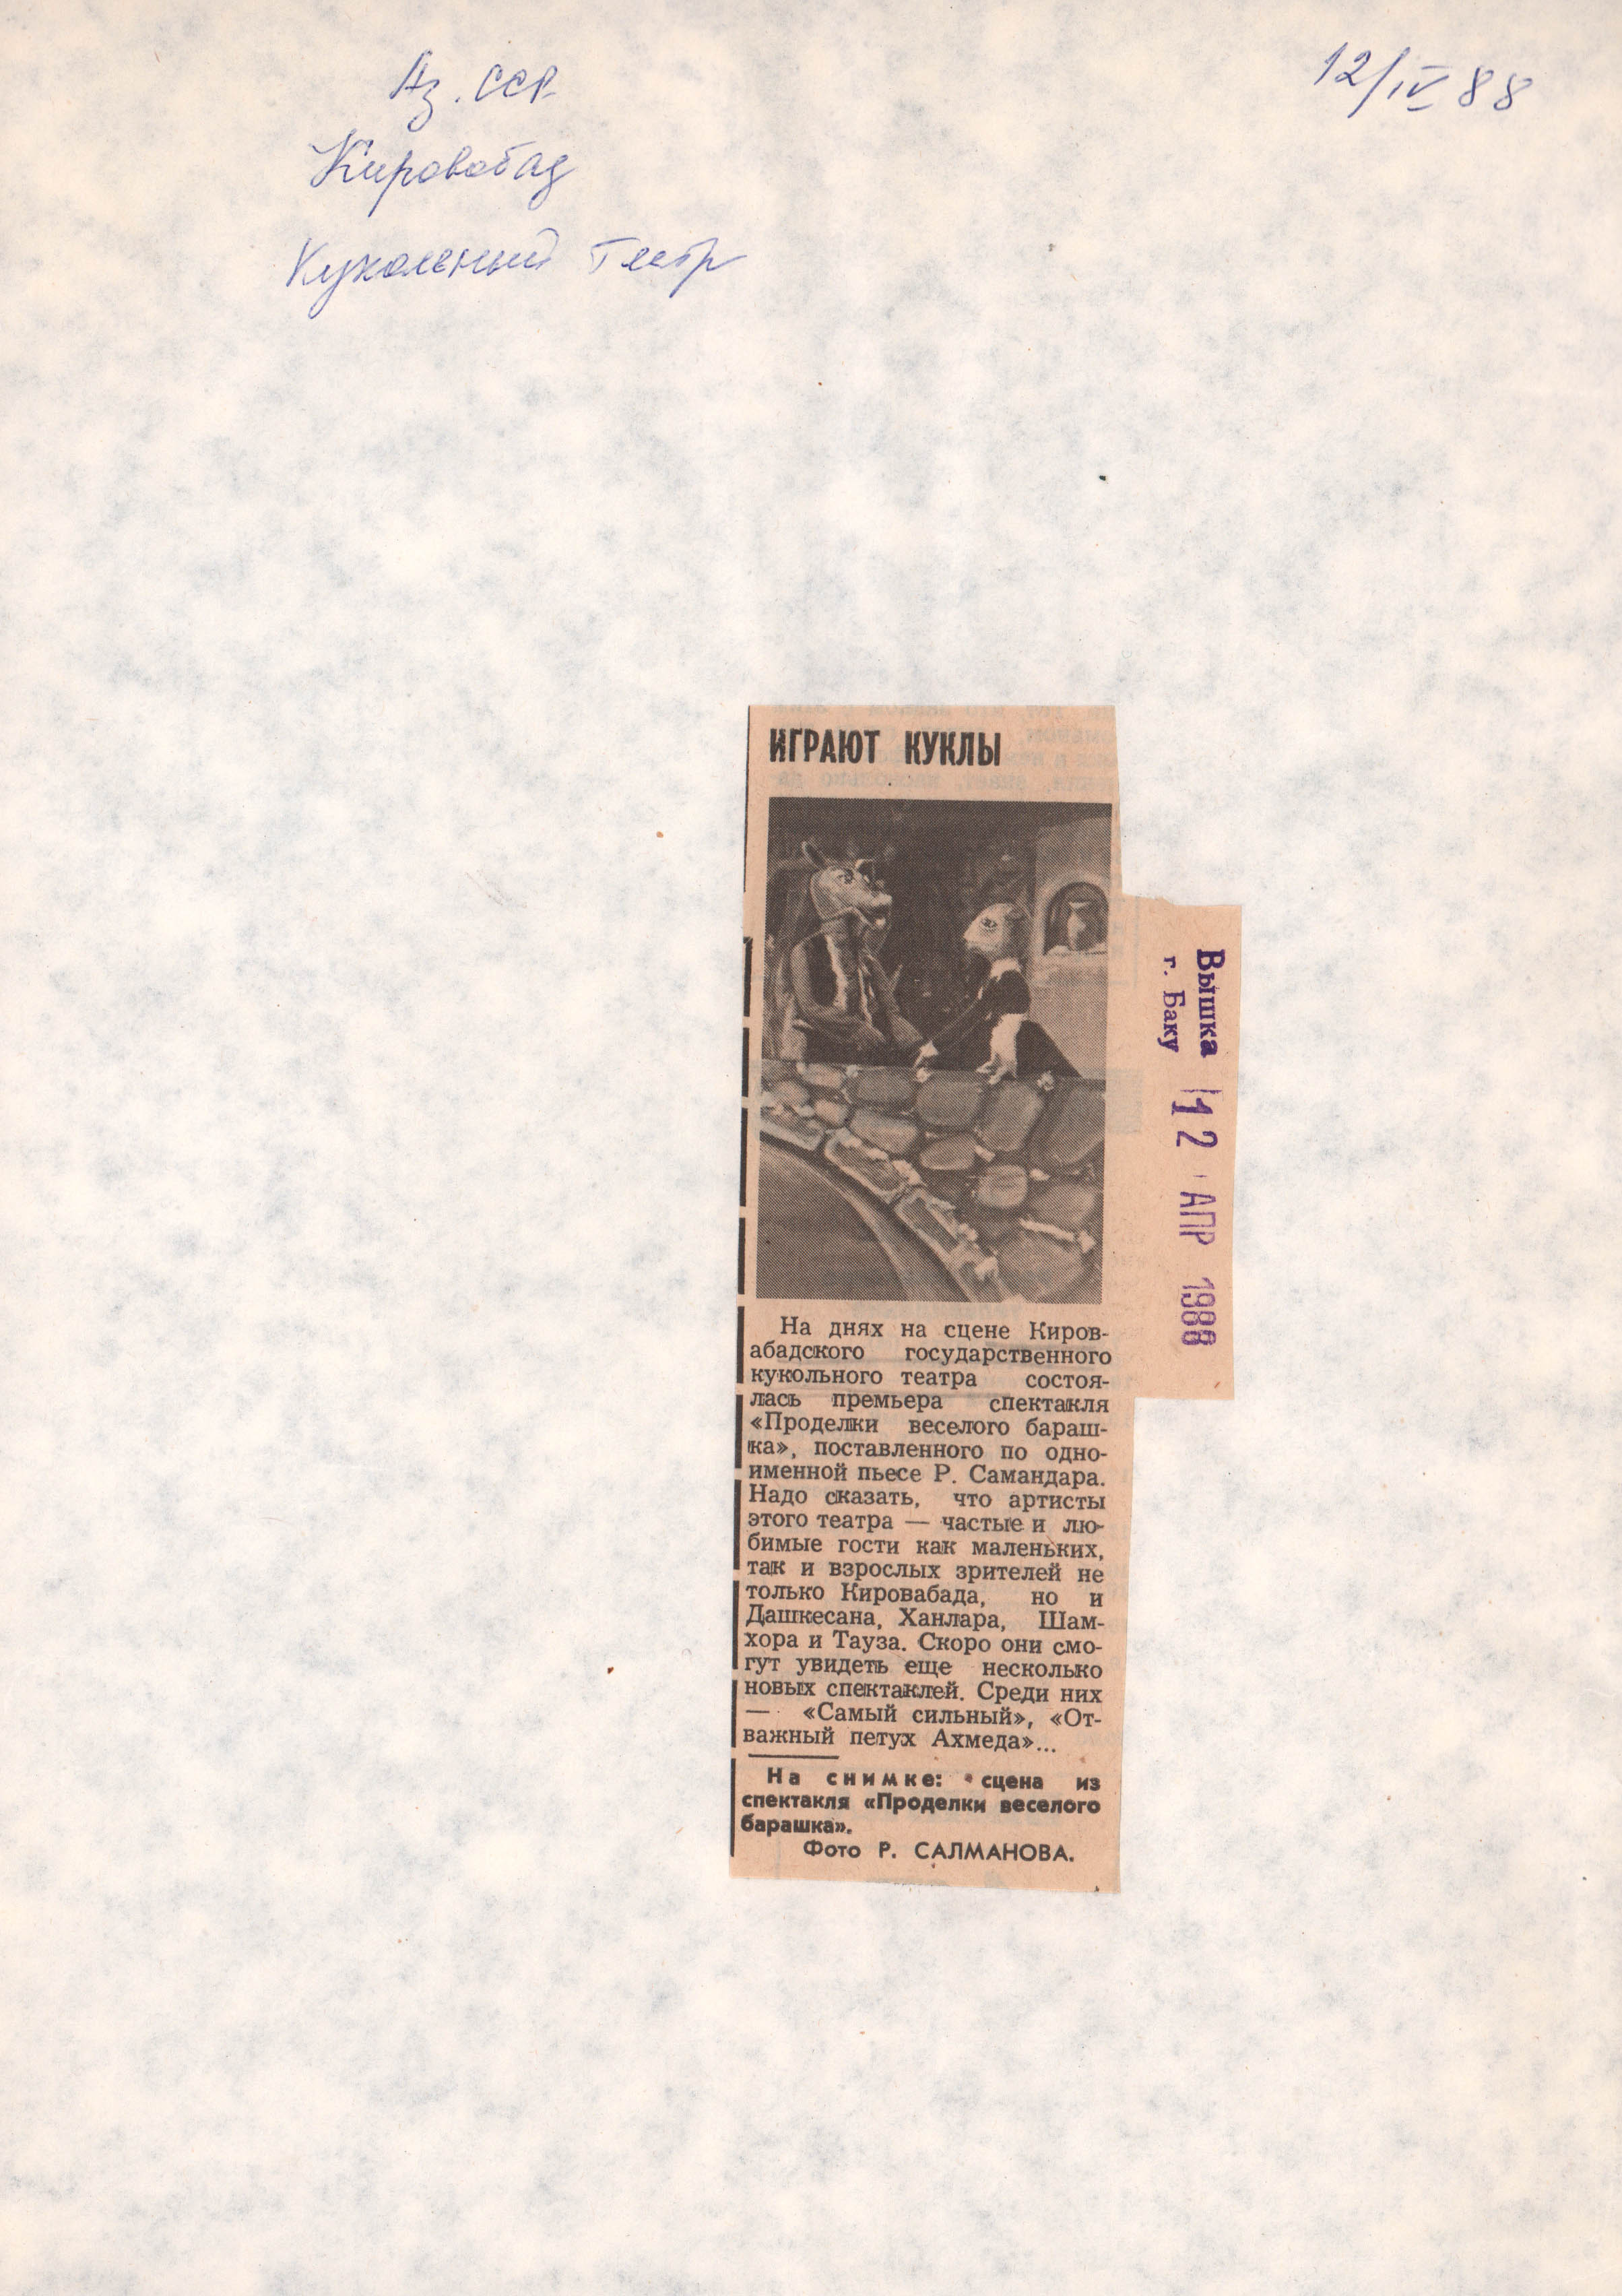 Аз. ССР
Кировобад
Кукольный театр
12/IV 88
ИГРАЮТ КУКЛЫ
Вышка
г. Баку
12 АПР 1988
На днях на сцене Киров-
абадского государственного
кукольного театра состоя-
лась премьера спектакля
«Проделки веселого бараш-
ка», поставленного по одно-
именной пьесе Р. Самандара.
Надо сказать, что артисты
этого театра — частые и лю-
бимые гости как маленьких,
так и взрослых зрителей не
только Кировабада, но и
Дашкесана, Ханлара, Шам-
хора и Тауза. Скоро они смо-
гут увидеть еще несколько
новых спектаклей. Среди них
— «Самый сильный», «От-
важный петух Ахмеда»...
На снимке: сцена из
спектакля «Проделки веселого
барашка».
Фото Р. САЛМАНОВА.